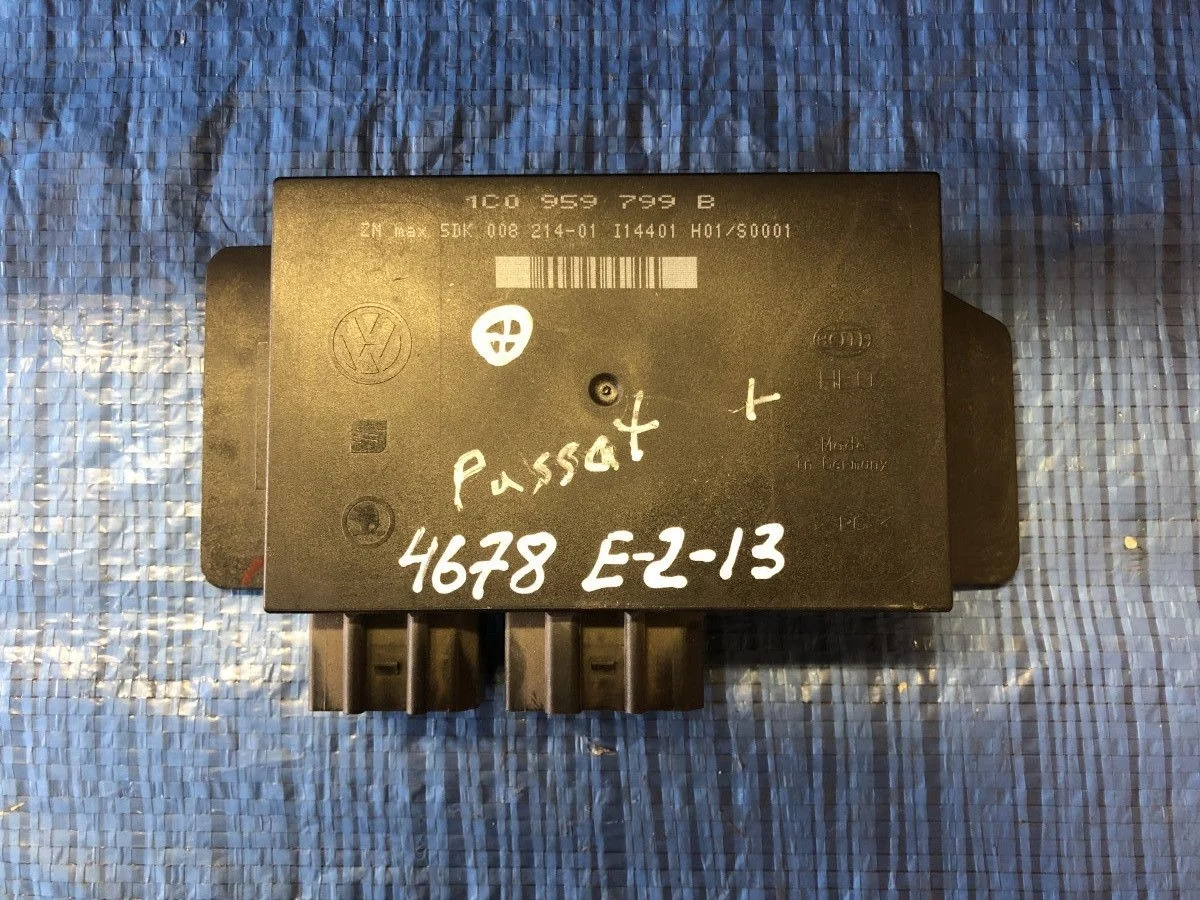 1C0 959 799 B
ZN max 5DK 008 214-01 I14401 H01/S0001
Passat
Made
in Germany
4678 E-2-13